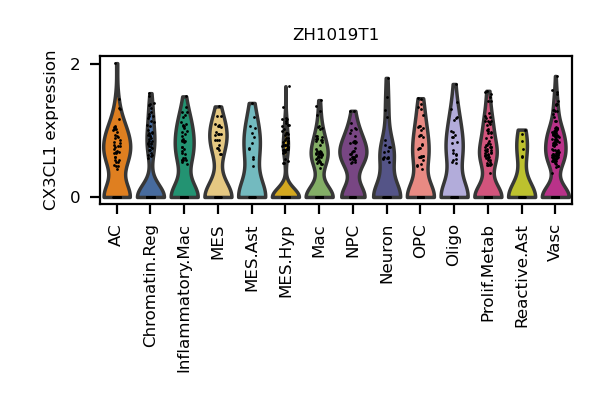 ZH1019T1
CX3CL1 expression
2
0
AC
Chromatin.Reg
Inflammatory.Mac
MES
MES.Ast
MES.Hyp
Mac
NPC
Neuron
OPC
Oligo
Prolif.Metab
Reactive.Ast
Vasc